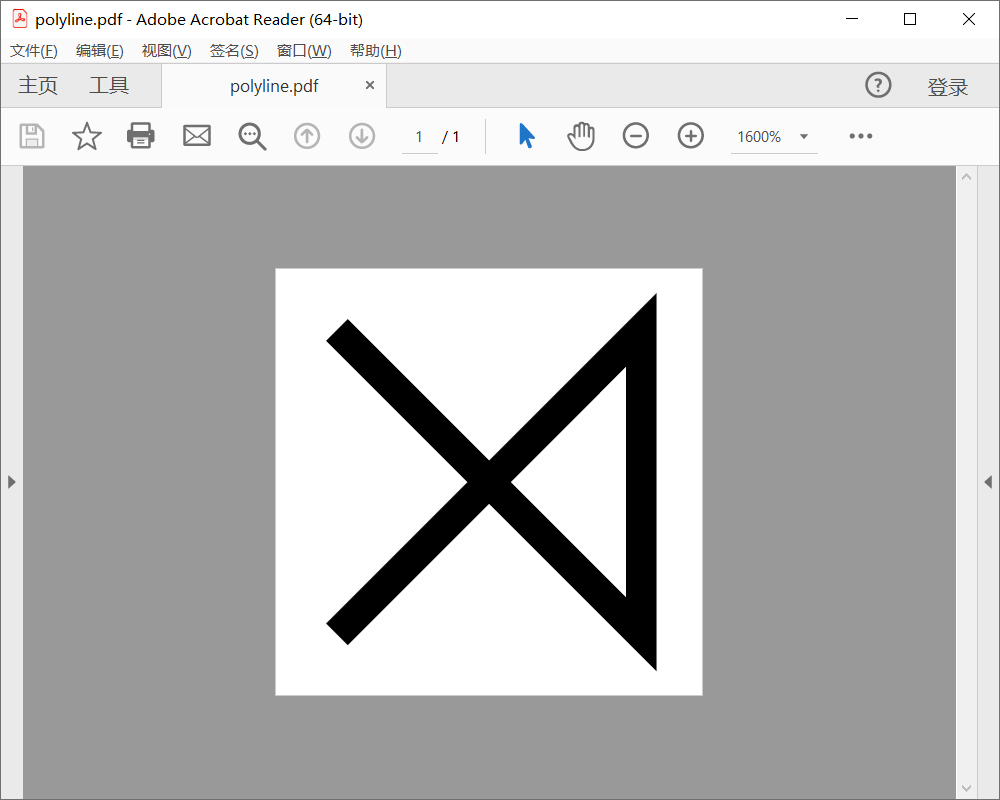 polyline.pdf - Adobe Acrobat Reader (64-bit)
文件(F) 编辑(E) 视图(V) 签名(S) 窗口(W) 帮助(H)
主页 工具 polyline.pdf × ? 登录
1 / 1 1600%